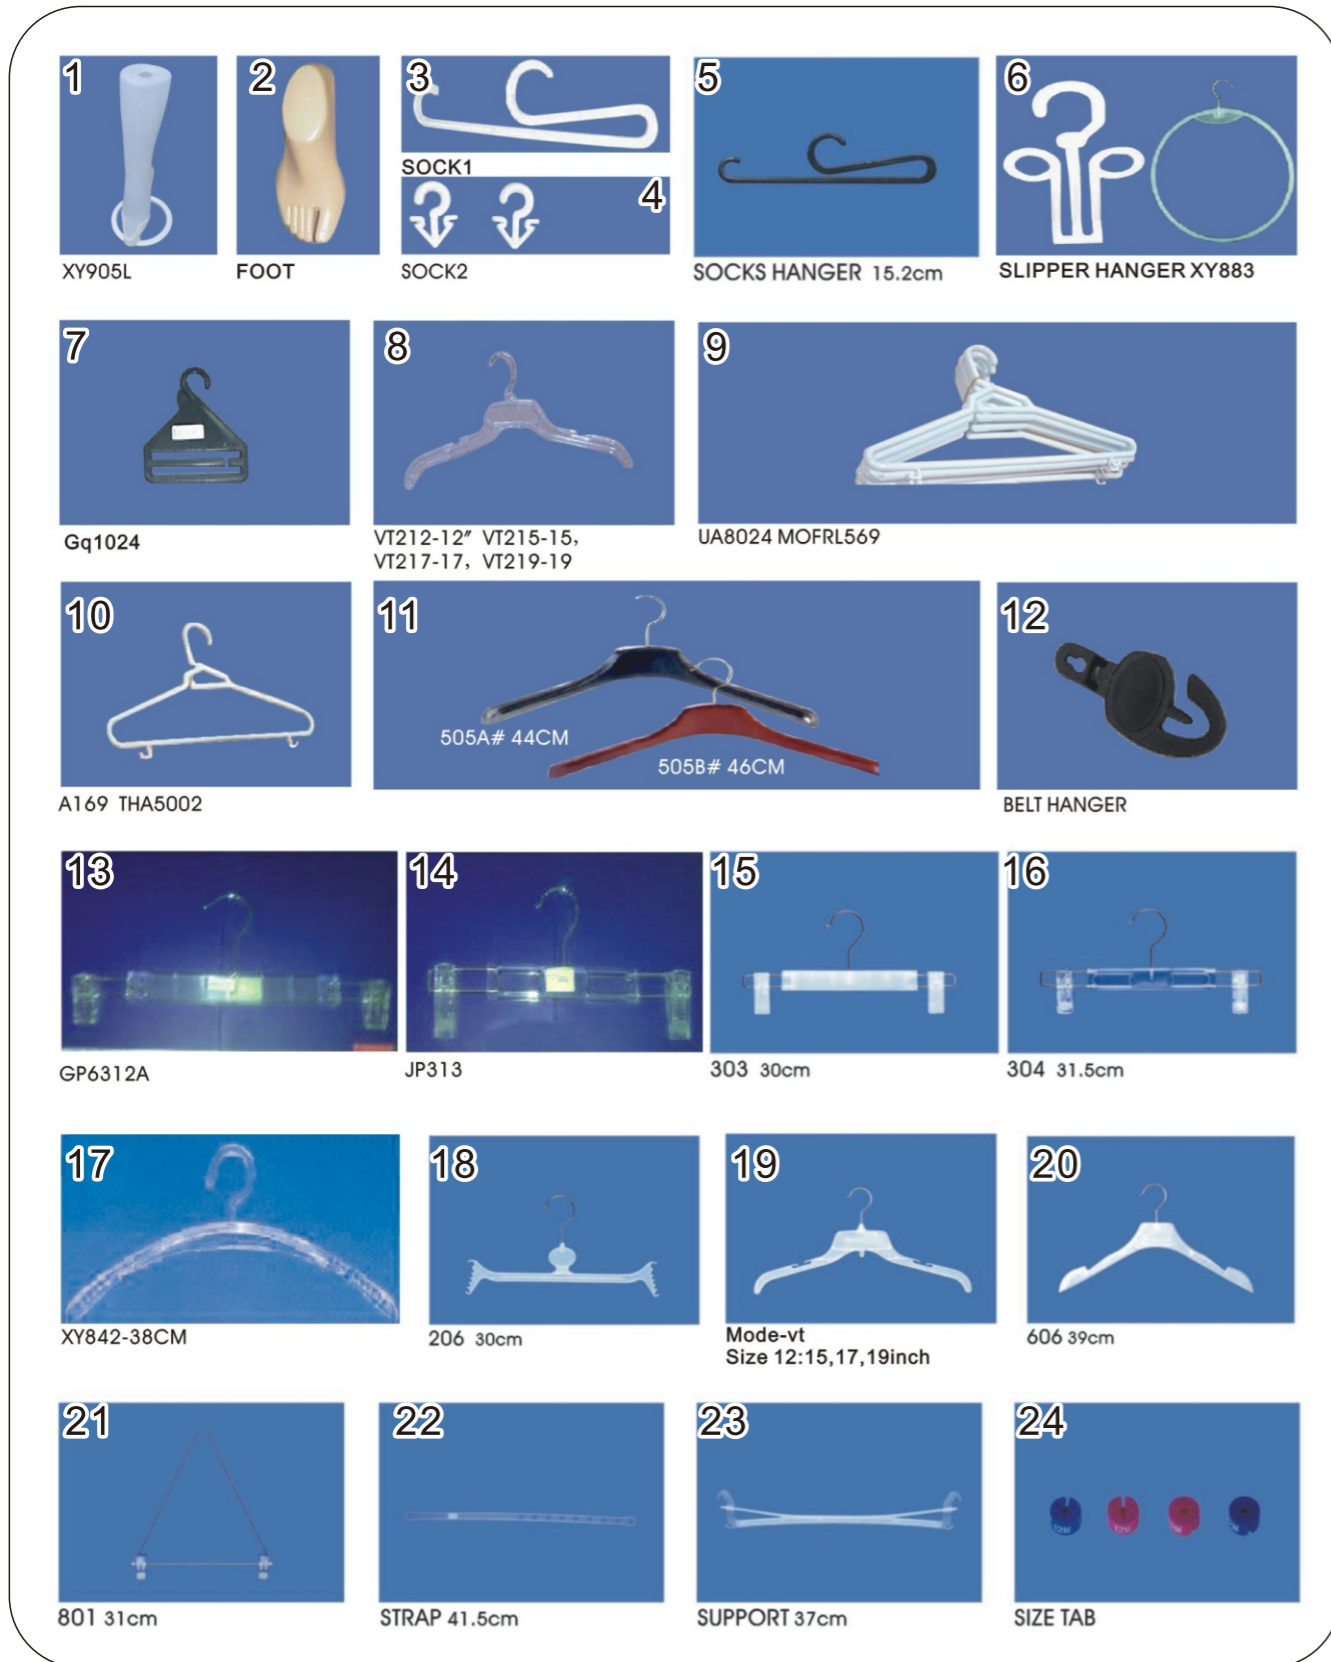 1
2
3
SOCK1
4
5
6
XY905L
FOOT
SOCK2
SOCKS HANGER 15.2cm
SLIPPER HANGER XY883
7
8
9
Gq1024
VT212-12″ VT215-15,
VT217-17, VT219-19
UA8024 MOFRL569
10
11
505A# 44CM
505B# 46CM
12
A169 THA5002
BELT HANGER
13
14
15
16
GP6312A
JP313
303 30cm
304 31.5cm
17
18
19
20
XY842-38CM
206 30cm
Mode-vt
Size 12:15,17,19inch
606 39cm
21
22
23
24
801 31cm
STRAP 41.5cm
SUPPORT 37cm
SIZE TAB